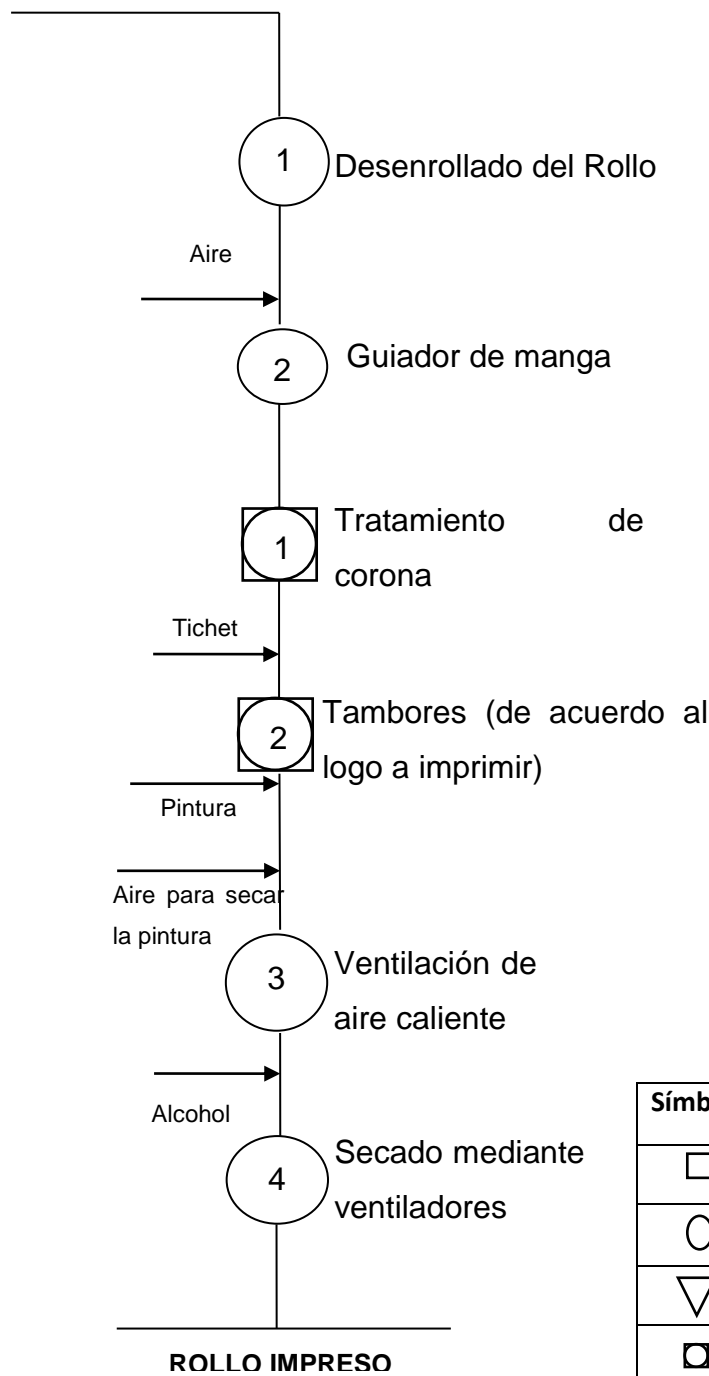 1
Desenrollado del Rollo
Aire
2
Guiador de manga
1
Tratamiento de
corona
Tichet
2
Tambores (de acuerdo al
logo a imprimir)
Pintura
Aire para secar
la pintura
3
Ventilación de
aire caliente
Alcohol
4
Secado mediante
ventiladores
Símb
ROLLO IMPRESO